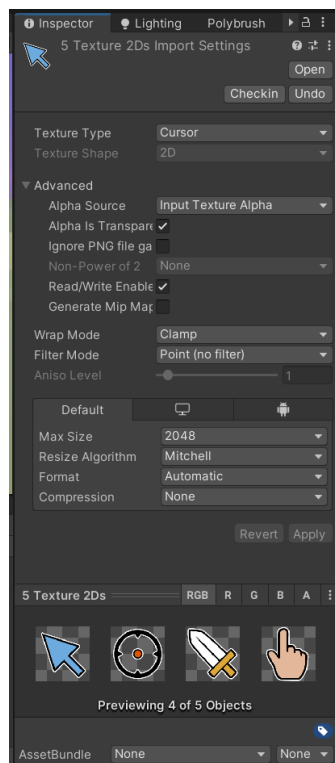 Inspector Lighting Polybrush
5 Texture 2Ds Import Settings
Open
Checkin Undo
Texture Type Cursor
Texture Shape 2D
Advanced
Alpha Source Input Texture Alpha
Alpha Is Transpare
Ignore PNG file ga
Non-Power of 2 None
Read/Write Enable
Generate Mip Map
Wrap Mode Clamp
Filter Mode Point (no filter)
Aniso Level 1
Default
Max Size 2048
Resize Algorithm Mitchell
Format Automatic
Compression None
Revert Apply
5 Texture 2Ds RGB R G B A
Previewing 4 of 5 Objects
AssetBundle None None